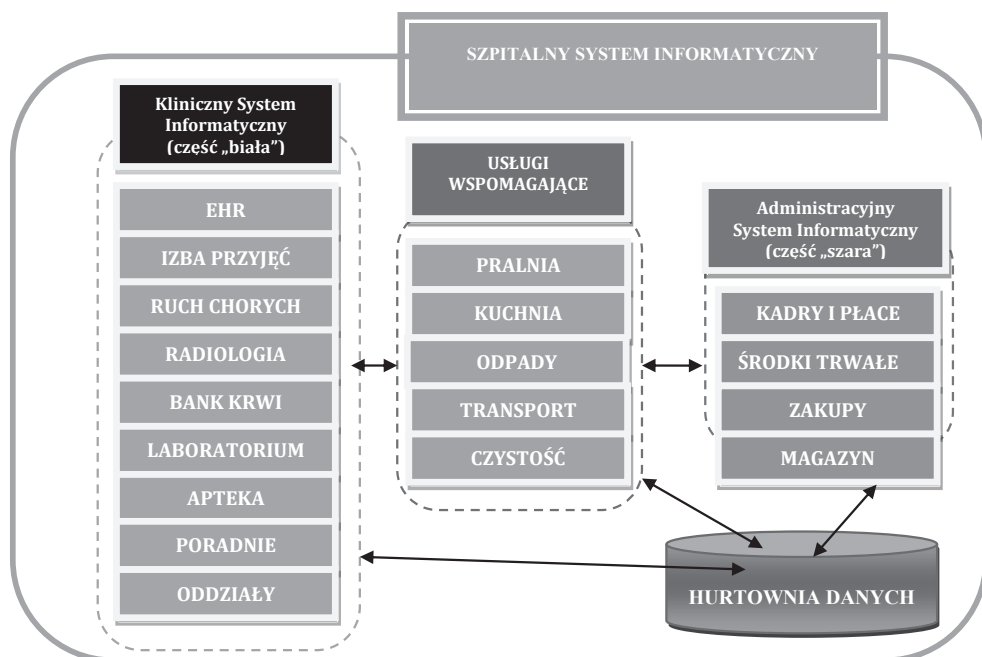 SZPITALNY SYSTEM INFORMATYCZNY
Kliniczny System
Informatyczny
(część „biała”)
EHR
IZBA PRZYJĘĆ
RUCH CHORYCH
RADIOLOGIA
BANK KRWI
LABORATORIUM
APTEKA
PORADNIE
ODDZIAŁY
USŁUGI
WSPOMAGAJĄCE
PRALNIA
KUCHNIA
ODPADY
TRANSPORT
CZYSTOŚĆ
Administracyjny
System Informatyczny
(część „szara”)
KADRY I PŁACE
ŚRODKI TRWAŁE
ZAKUPY
MAGAZYN
HURTOWNIA DANYCH